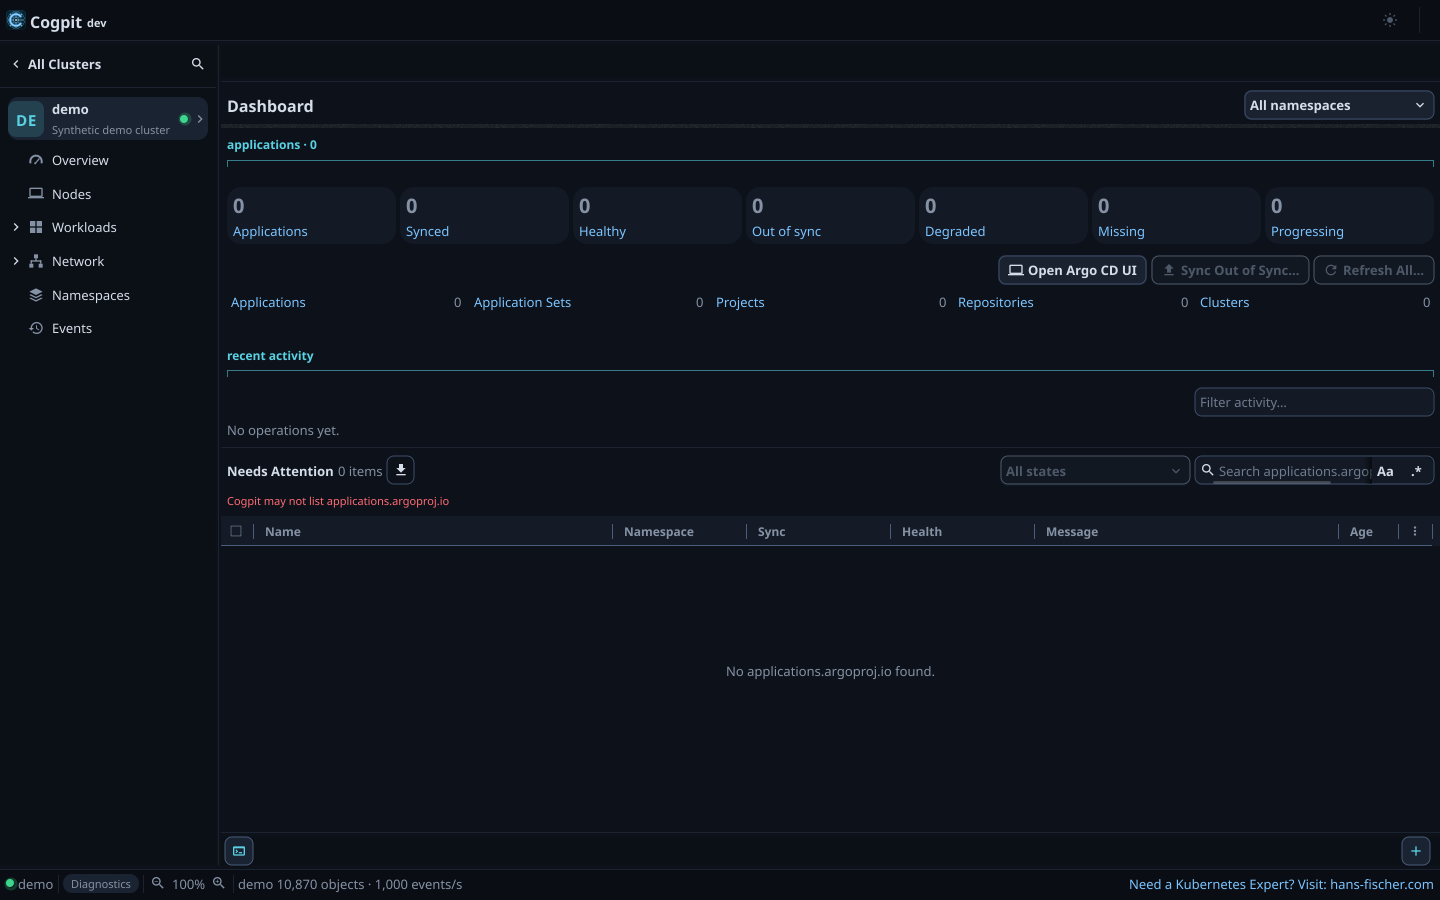 Cogpit dev
All Clusters
DE
demo
Synthetic demo cluster
Overview
Nodes
Workloads
Network
Namespaces
Events
Dashboard
All namespaces
applications · 0
0 0 0 0 0 0 0
Applications Synced Healthy Out of sync Degraded Missing Progressing
Open Argo CD UI Sync Out of Sync... Refresh All...
Applications 0 Application Sets 0 Projects 0 Repositories 0 Clusters 0
recent activity
Filter activity...
No operations yet.
Needs Attention 0 items All states Search applications.argop Aa .*
Cogpit may not list applications.argoproj.io
Name Namespace Sync Health Message Age
No applications.argoproj.io found.
demo Diagnostics 100% demo 10,870 objects · 1,000 events/s Need a Kubernetes Expert? Visit: hans-fischer.com